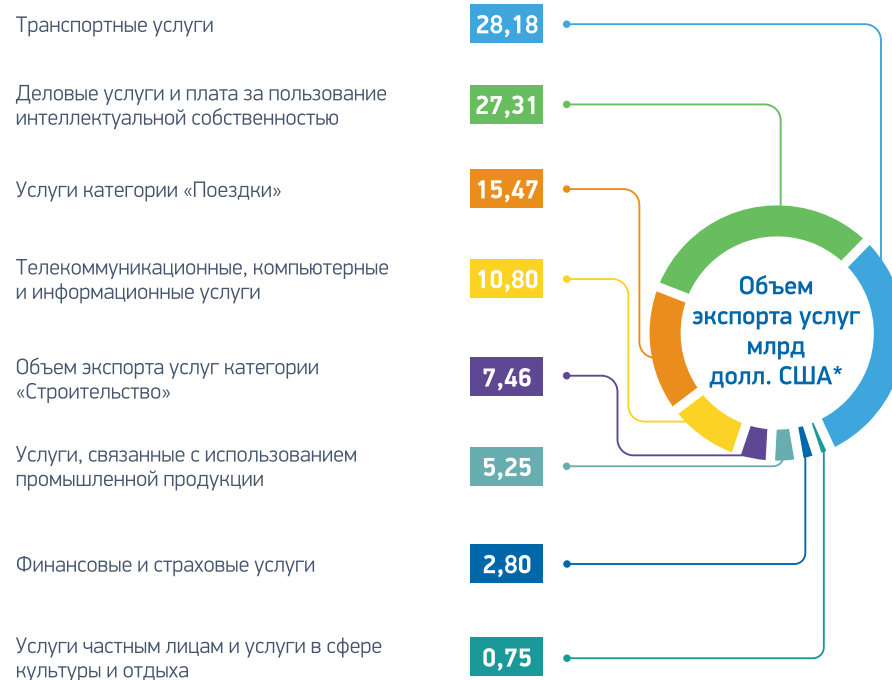 Транспортные услуги
28,18
Деловые услуги и плата за пользование
интеллектуальной собственностью
27,31
Услуги категории «Поездки»
15,47
Телекоммуникационные, компьютерные
и информационные услуги
10,80
Объем экспорта услуг категории
«Строительство»
7,46
Услуги, связанные с использованием
промышленной продукции
5,25
Финансовые и страховые услуги
2,80
Услуги частным лицам и услуги в сфере
культуры и отдыха
0,75
Объем
экспорта услуг
млрд
долл. США*